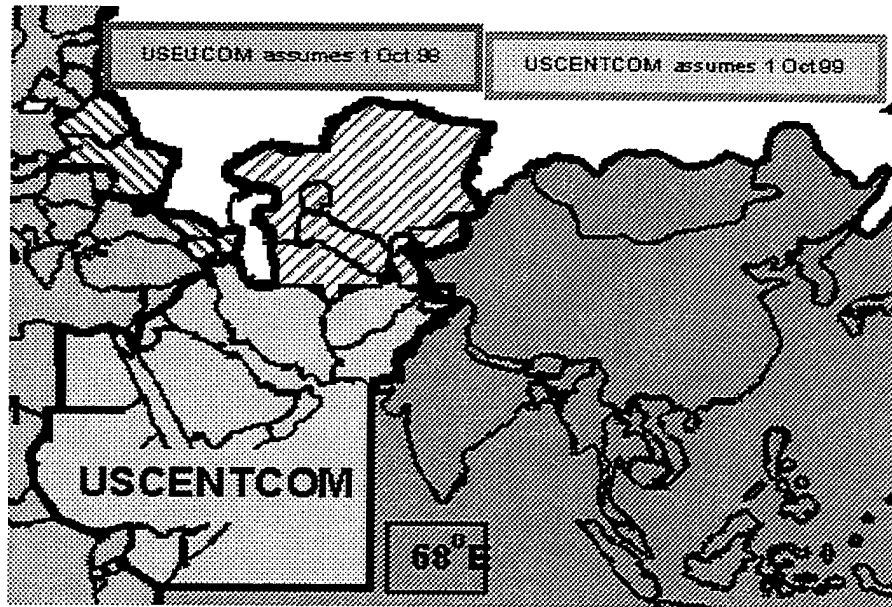 USEUCOM assumes 1 Oct 98
USCENTCOM assumes 1 Oct 99
USCENTCOM
68°E